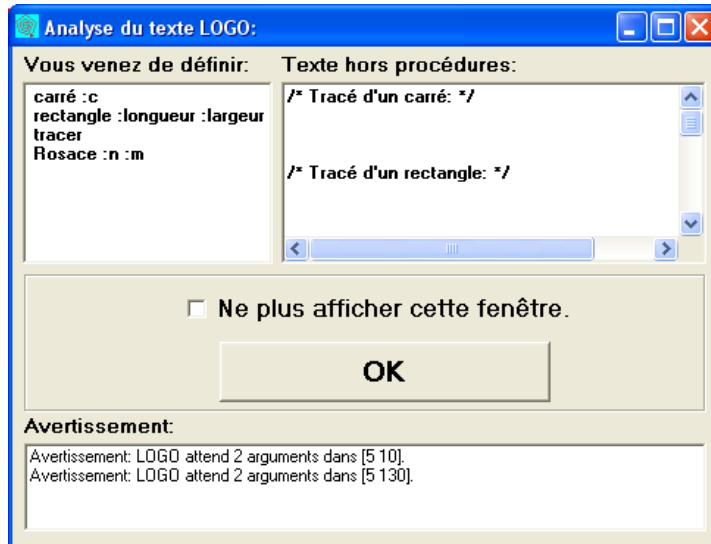 Analyse du texte LOGO:
Vous venez de définir:
Texte hors procédures:
carré :c
rectangle :longueur :largeur
tracer
Rosace :n :m
/* Tracé d'un carré: */
/* Tracé d'un rectangle: */
Ne plus afficher cette fenêtre.
OK
Avertissement:
Avertissement: LOGO attend 2 arguments dans [5 10].
Avertissement: LOGO attend 2 arguments dans [5 130].